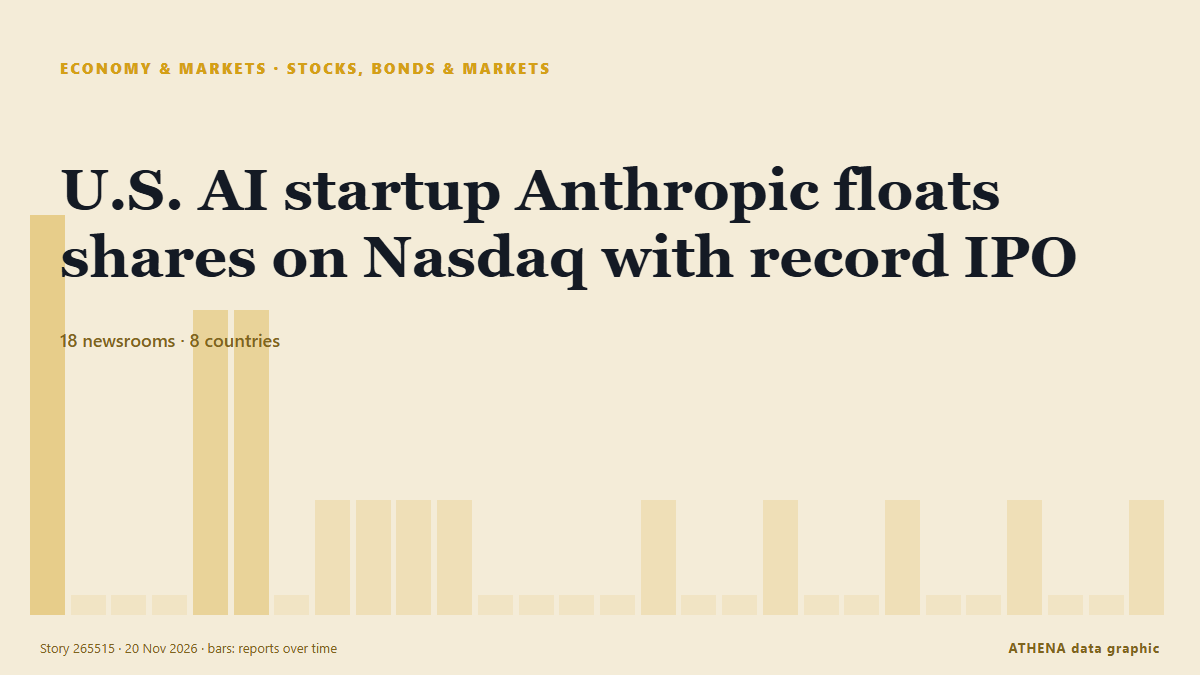 ECONOMY & MARKETS · STOCKS, BONDS & MARKETS
U.S. AI startup Anthropic floats
shares on Nasdaq with record IPO
18 newsrooms · 8 countries
Story 265515 · 20 Nov 2026 · bars: reports over time
ATHENA data graphic